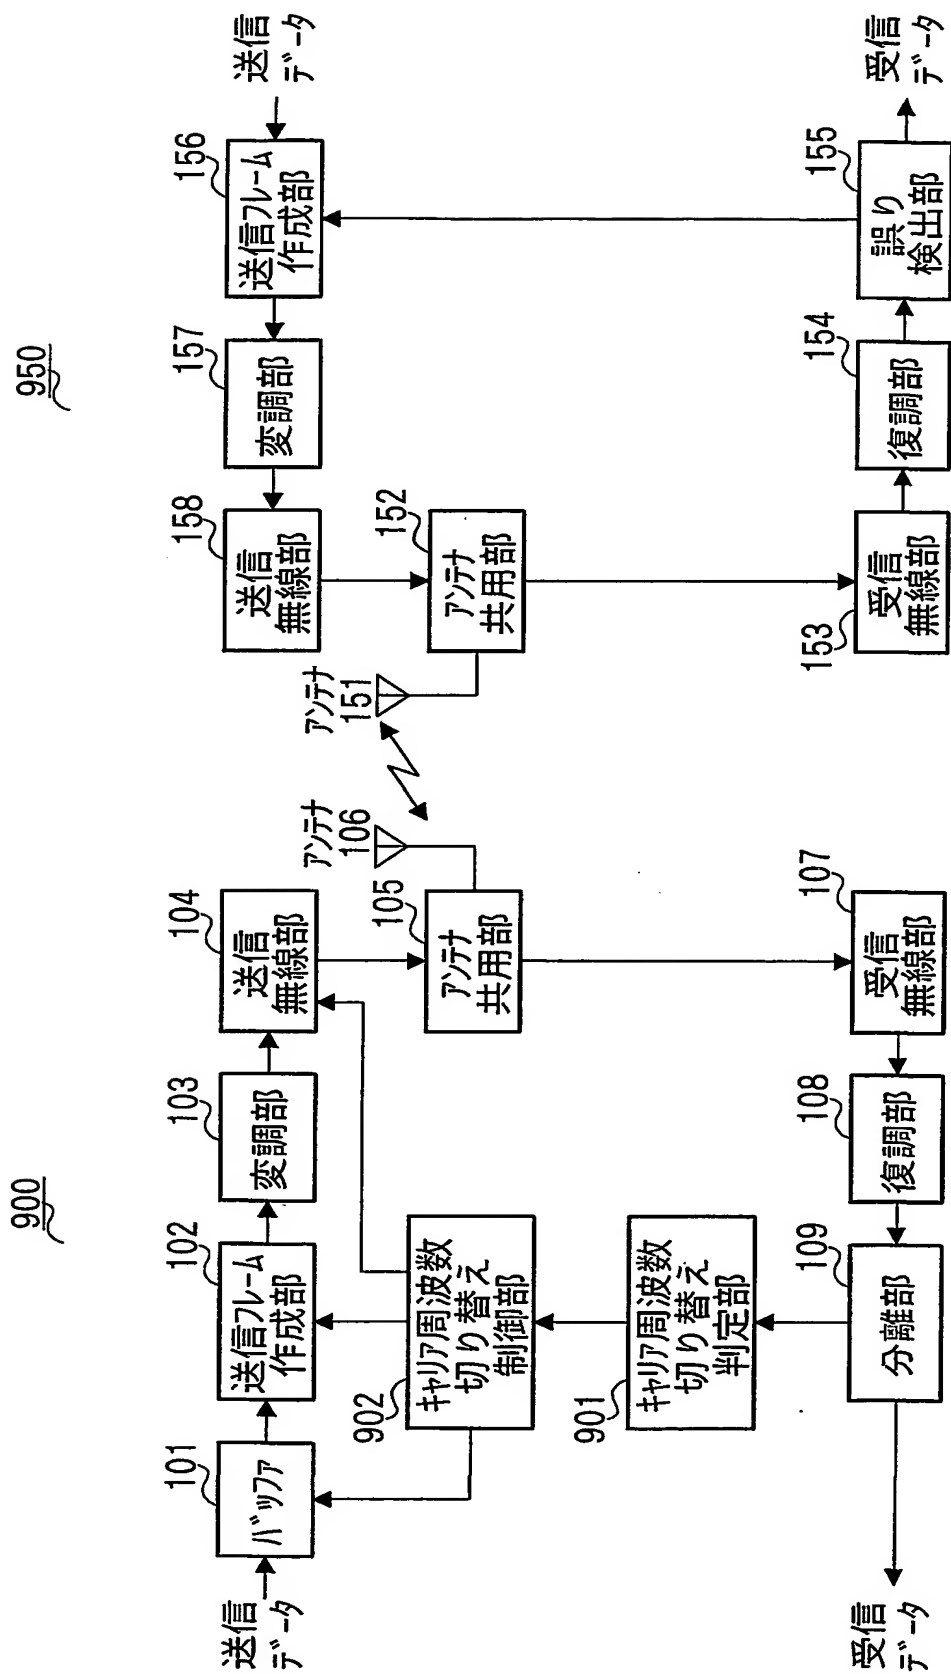 900
950
送信
データ
101
バッファ
102
送信フレーム
作成部
103
変調部
104
送信
無線部
158
送信
無線部
157
変調部
156
送信フレーム
作成部
送信
データ
アンテナ
106
アンテナ
151
902
キャリア周波数
切り替え
制御部
105
アンテナ
共用部
152
アンテナ
共用部
901
キャリア周波数
切り替え
判定部
受信
データ
109
分離部
108
復調部
107
受信
無線部
153
受信
無線部
154
復調部
155
誤り
検出部
受信
データ